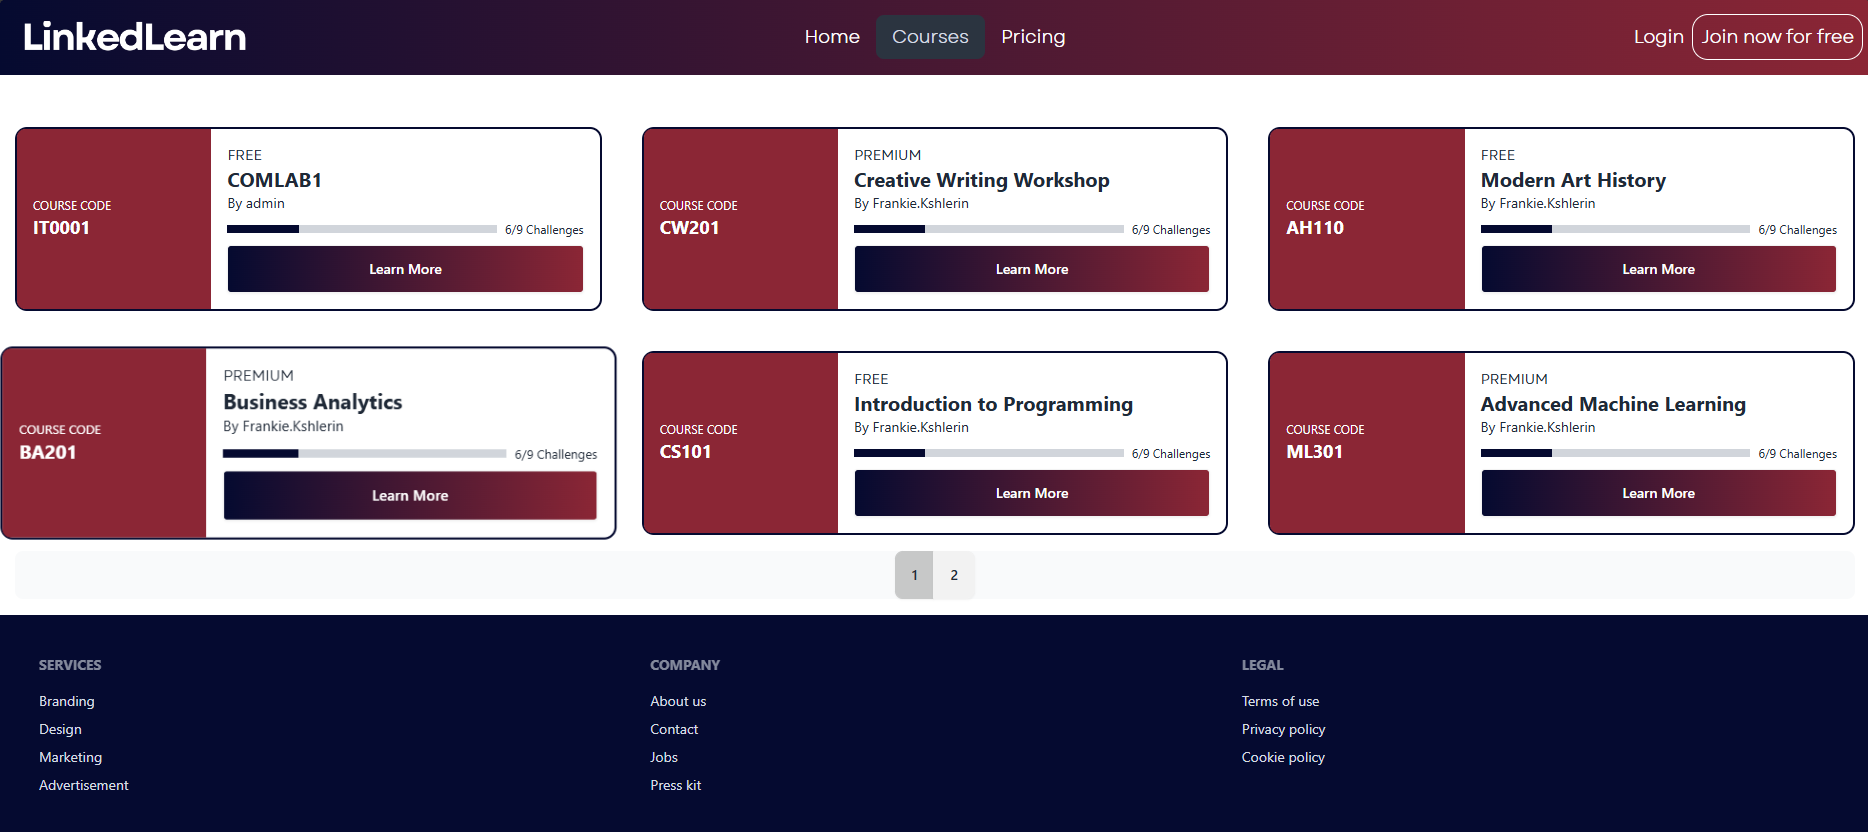 LinkedLearn
Home
Courses
Pricing
Login
Join now for free
COURSE CODE
IT0001
FREE
COMLAB1
By admin
6/9 Challenges
Learn More
COURSE CODE
CW201
PREMIUM
Creative Writing Workshop
By Frankie.Kshlerin
6/9 Challenges
Learn More
COURSE CODE
AH110
FREE
Modern Art History
By Frankie.Kshlerin
6/9 Challenges
Learn More
COURSE CODE
BA201
PREMIUM
Business Analytics
By Frankie.Kshlerin
6/9 Challenges
Learn More
COURSE CODE
CS101
FREE
Introduction to Programming
By Frankie.Kshlerin
6/9 Challenges
Learn More
COURSE CODE
ML301
PREMIUM
Advanced Machine Learning
By Frankie.Kshlerin
6/9 Challenges
Learn More
1
2
SERVICES
Branding
Design
Marketing
Advertisement
COMPANY
About us
Contact
Jobs
Press kit
LEGAL
Terms of use
Privacy policy
Cookie policy